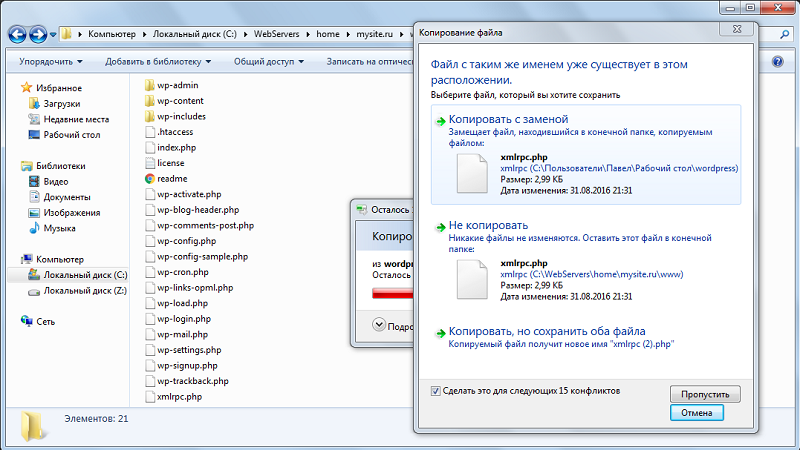 Компьютер
Локальный диск (C:)
WebServers
home
mysite.ru
Упорядочить
Добавить в библиотеку
Общий доступ
Записать на оптическ
Избранное
Загрузки
Недавние места
Рабочий стол
Библиотеки
Видео
Документы
Изображения
Музыка
Компьютер
Локальный диск (C:)
Локальный диск (Z:)
Сеть
wp-admin
wp-content
wp-includes
.htaccess
index.php
license
readme
wp-activate.php
wp-blog-header.php
wp-comments-post.php
wp-config.php
wp-config-sample.php
wp-cron.php
wp-links-opml.php
wp-load.php
wp-login.php
wp-mail.php
wp-settings.php
wp-signup.php
wp-trackback.php
xmlrpc.php
Элементов: 21
Осталось
Копиро
из wordpr
Осталось
Подро
Копирование файла
Файл с таким же именем уже существует в этом
расположении.
Выберите файл, который вы хотите сохранить
Копировать с заменой
Замещает файл, находившийся в конечной папке, копируемым
файлом:
xmlrpc.php
xmlrpc (C:\Пользователи\Павел\Рабочий стол\wordpress)
Размер: 2,99 КБ
Дата изменения: 31.08.2016 21:31
Не копировать
Никакие файлы не изменяются. Оставить этот файл в конечной
папке:
xmlrpc.php
xmlrpc (C:\WebServers\home\mysite.ru\www)
Размер: 2,99 КБ
Дата изменения: 31.08.2016 21:31
Копировать, но сохранить оба файла
Копируемый файл получит новое имя "xmlrpc (2).php"
Сделать это для следующих 15 конфликтов
Пропустить
Отмена